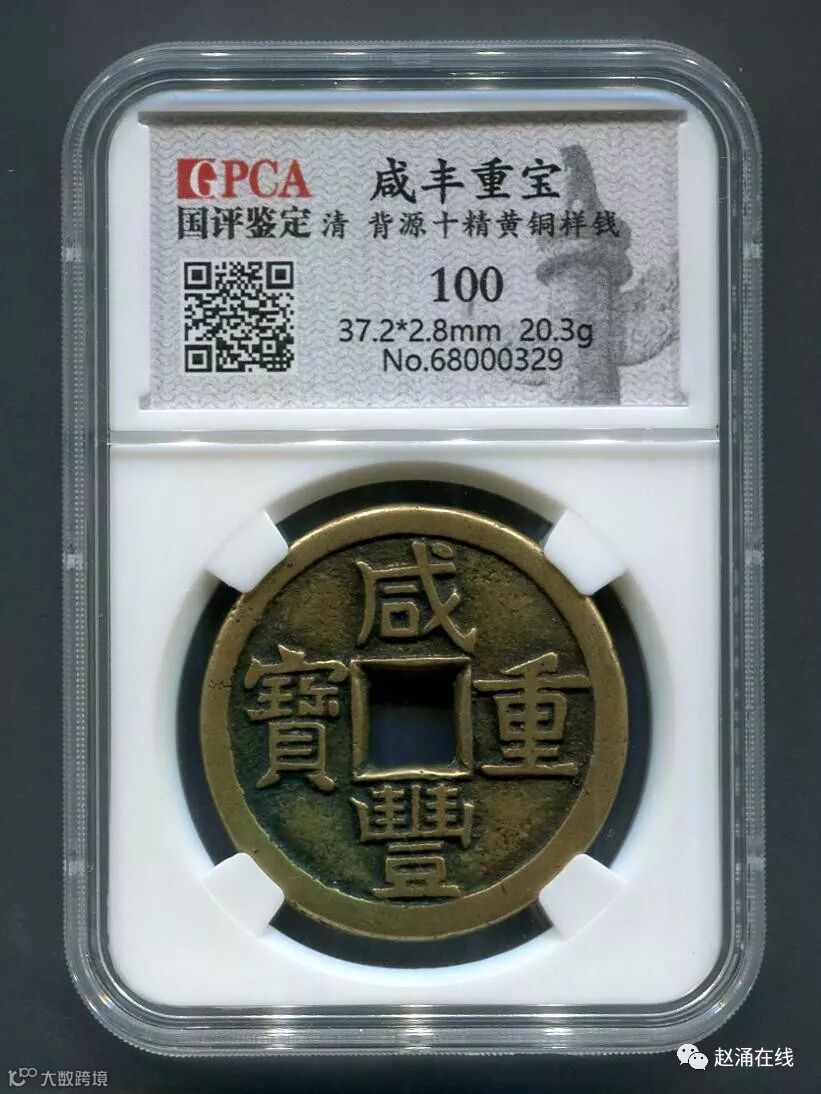 GPCA 咸丰重宝
国评鉴定 清 背源十精黄铜样钱
100
37.2*2.8mm 20.3g
No.68000329
咸
寶 重
豐
赵涌在线
大数跨境